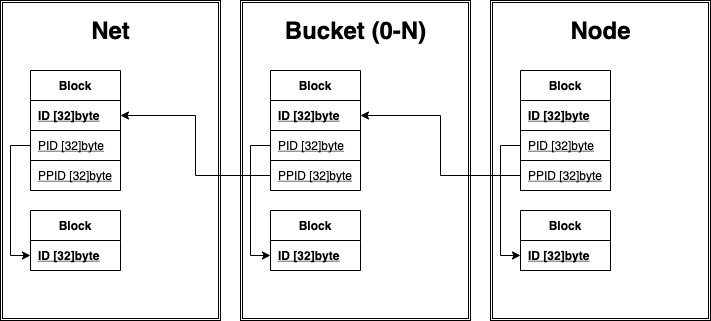 Net
Block
ID [32]byte
PID [32]byte
PPID [32]byte
Block
ID [32]byte
Bucket (0-N)
Block
ID [32]byte
PID [32]byte
PPID [32]byte
Block
ID [32]byte
Node
Block
ID [32]byte
PID [32]byte
PPID [32]byte
Block
ID [32]byte